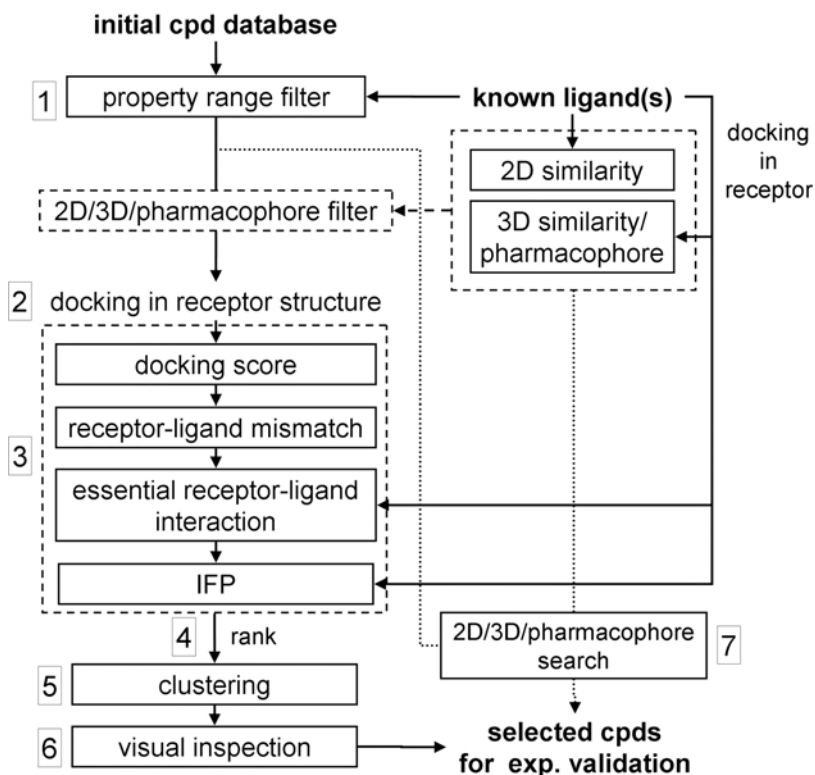 initial cpd database
1
property range filter
known ligand(s)
docking
in
receptor
2D similarity
3D similarity/
pharmacophore
2D/3D/pharmacophore filter
2
docking in receptor structure
3
docking score
receptor-ligand mismatch
essential receptor-ligand
interaction
IFP
4
rank
5
clustering
6
visual inspection
2D/3D/pharmacophore
search
7
selected cpds
for exp. validation